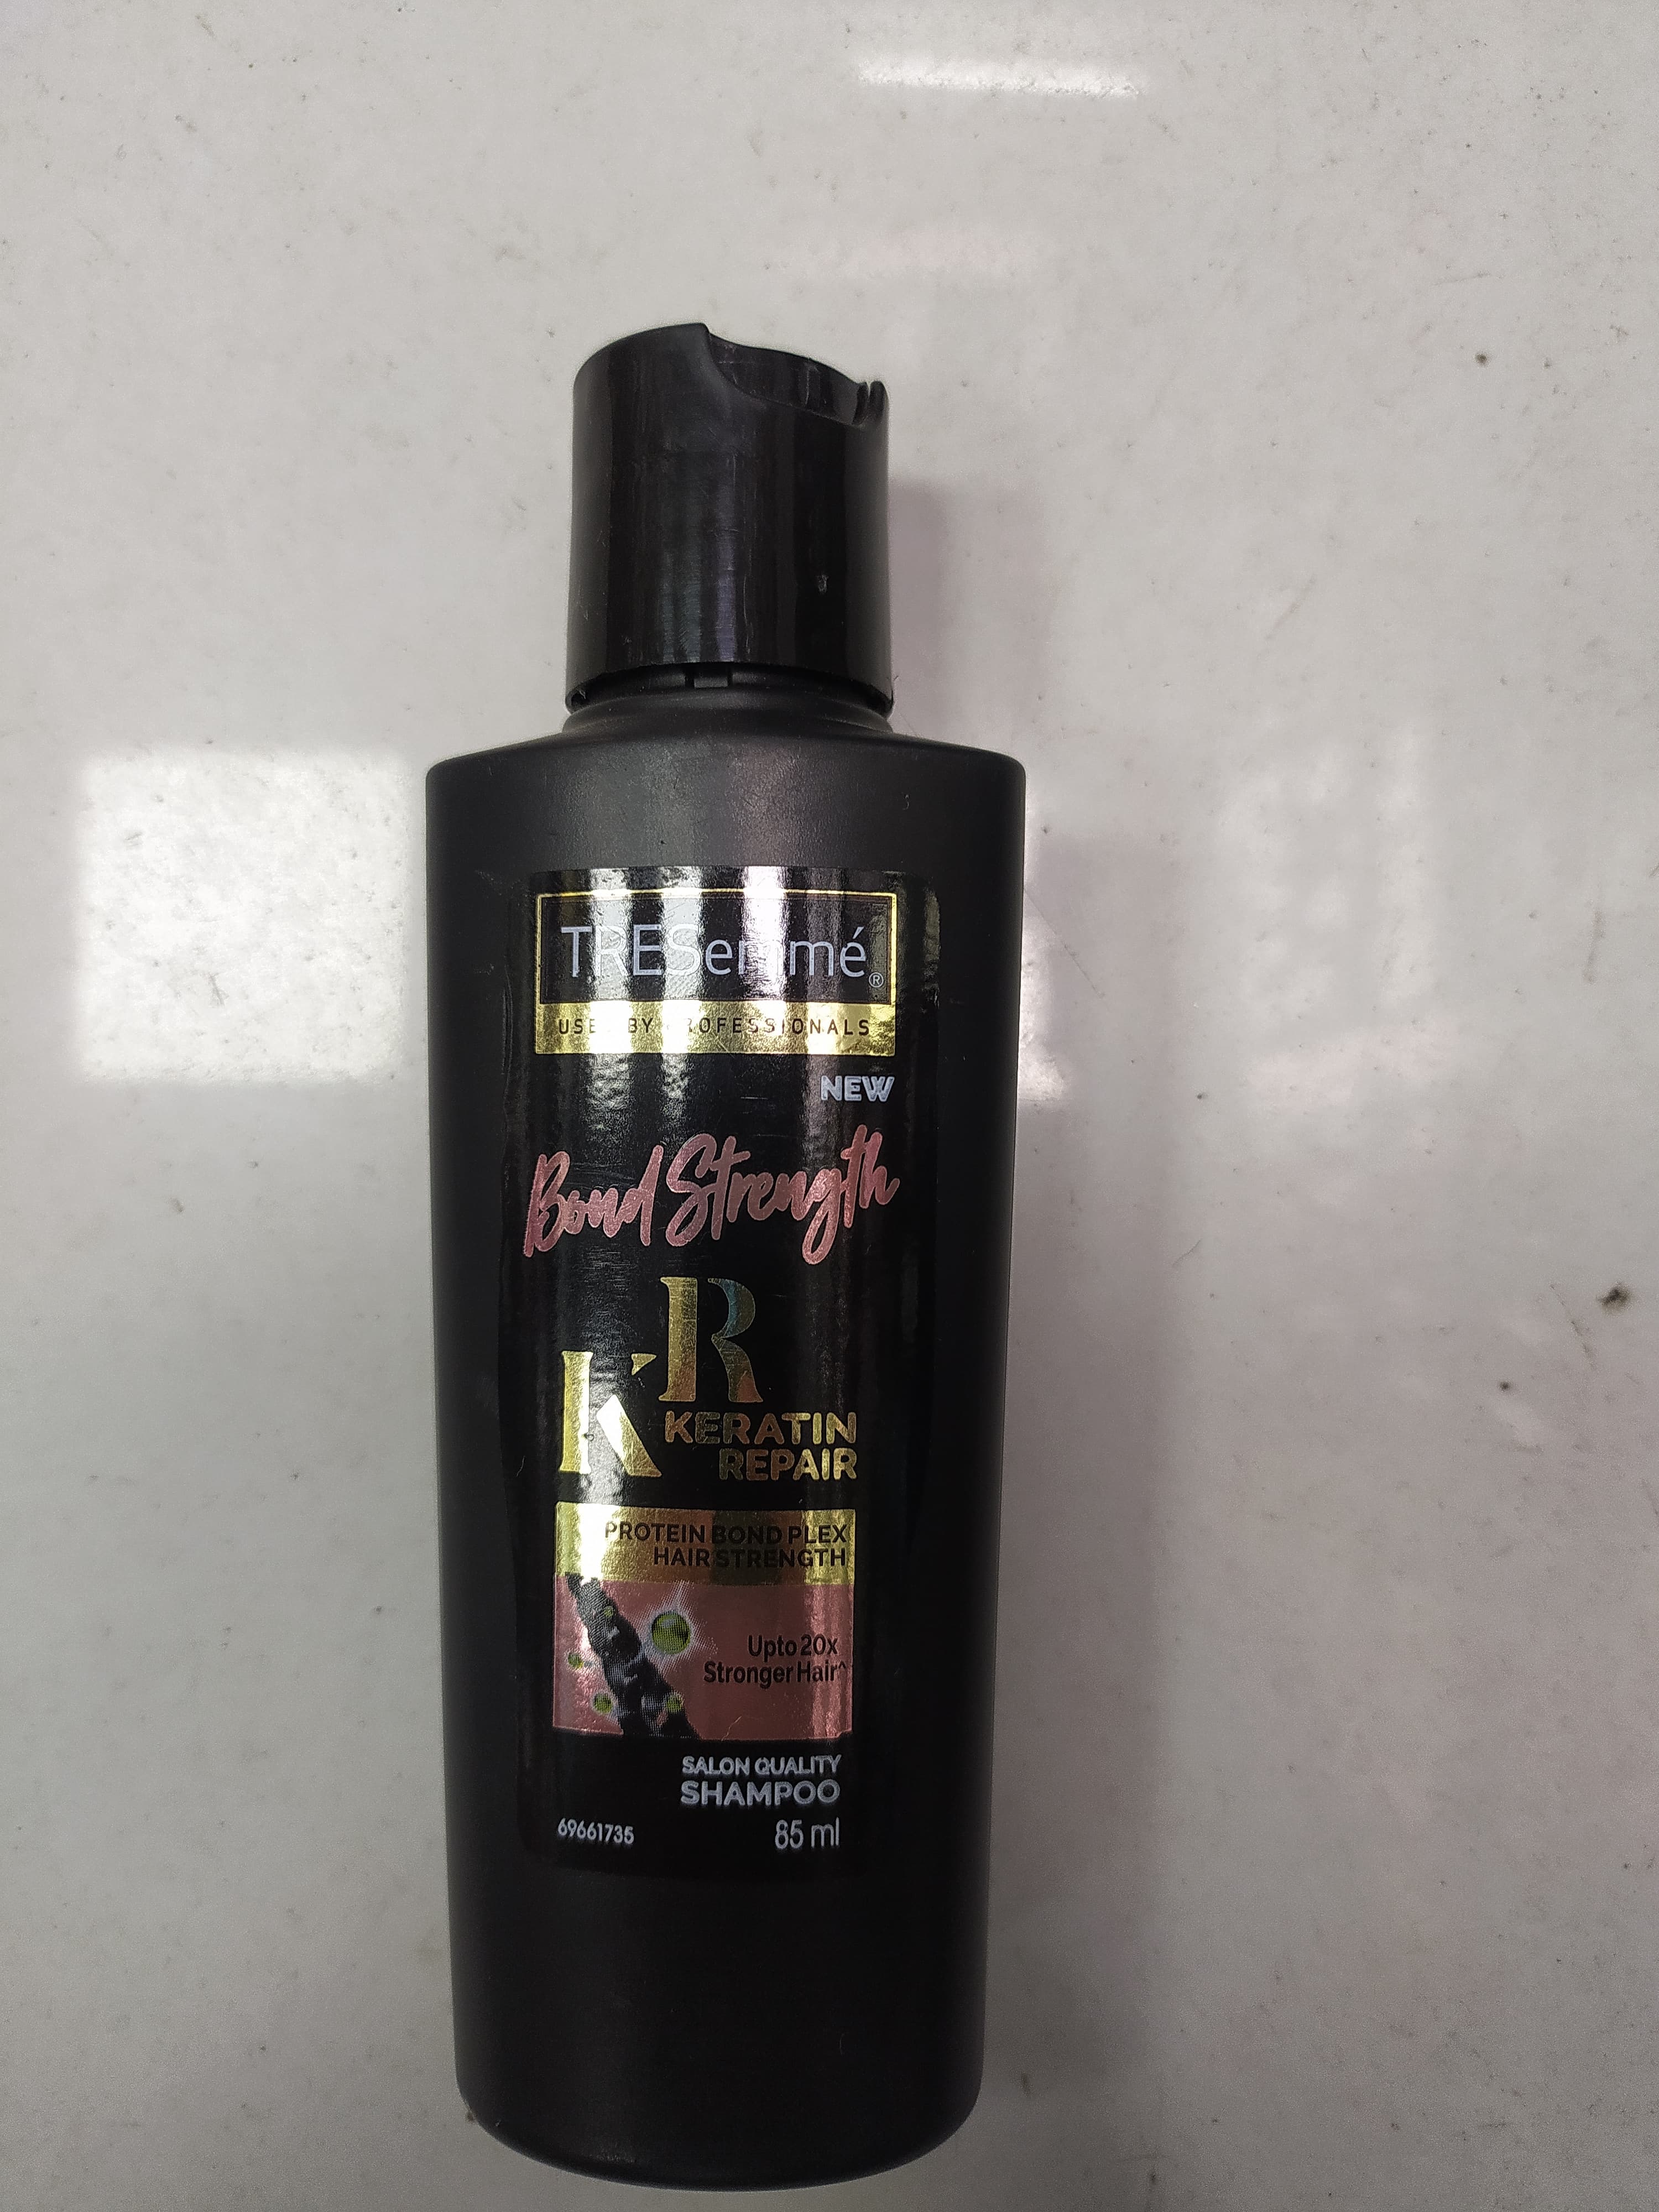 TRESemmé®
USED BY PROFESSIONALS
NEW
Bond Strength
KR
KERATIN
REPAIR
PROTEIN BOND PLEX
HAIR STRENGTH
Upto 20x
Stronger Hair^
SALON QUALITY
SHAMPOO
69661735 85 ml